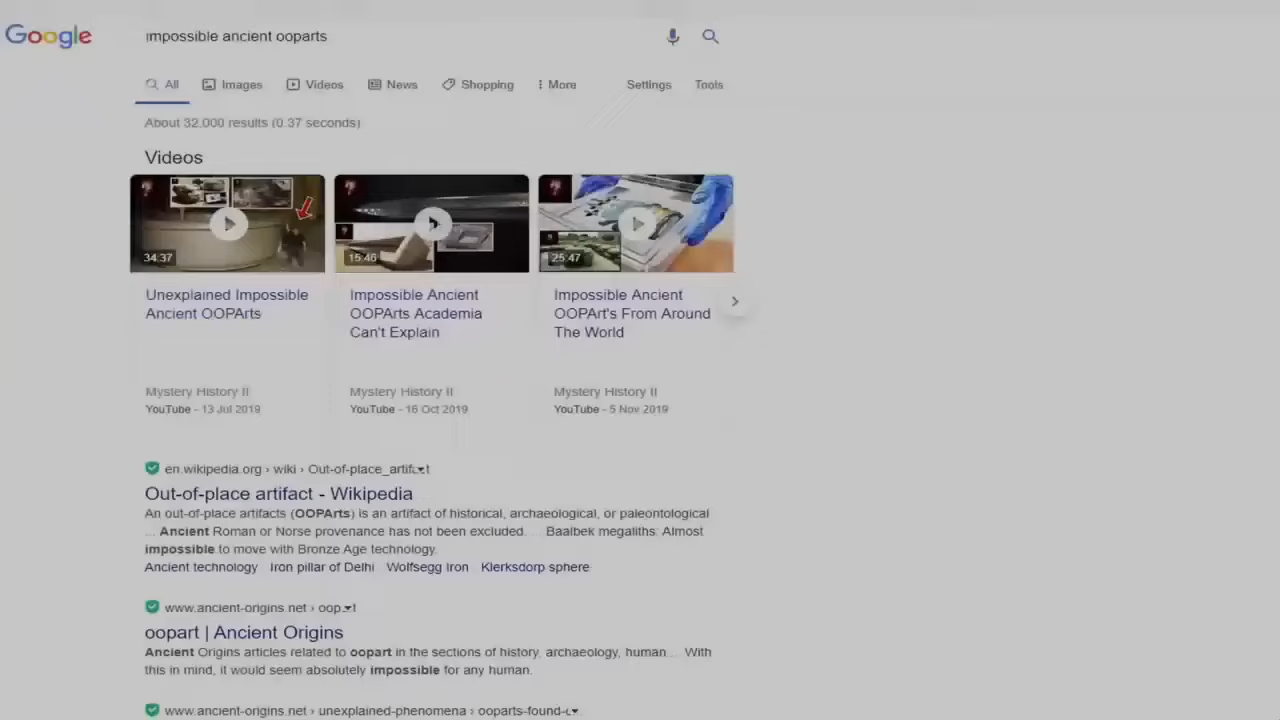 Google
impossible ancient ooparts
All Images Videos News Shopping More Settings Tools
About 32,000 results (0.37 seconds)
Videos
34:37 15:46 25:47
Unexplained Impossible
Ancient OOPArts
Impossible Ancient
OOPArts Academia
Can't Explain
Impossible Ancient
OOPArt's From Around
The World
Mystery History II
YouTube - 13 Jul 2019
Mystery History II
YouTube - 16 Oct 2019
Mystery History II
YouTube - 5 Nov 2019
en.wikipedia.org › wiki › Out-of-place_artifact
Out-of-place artifact - Wikipedia
An out-of-place artifacts (OOPArts) is an artifact of historical, archaeological, or paleontological
... Ancient Roman or Norse provenance has not been excluded. ... Baalbek megaliths: Almost
impossible to move with Bronze Age technology.
Ancient technology Iron pillar of Delhi Wolfsegg Iron Klerksdorp sphere
www.ancient-origins.net › oopart
oopart | Ancient Origins
Ancient Origins articles related to oopart in the sections of history, archaeology, human ... With
this in mind, it would seem absolutely impossible for any human.
www.ancient-origins.net › unexplained-phenomena › ooparts-found-